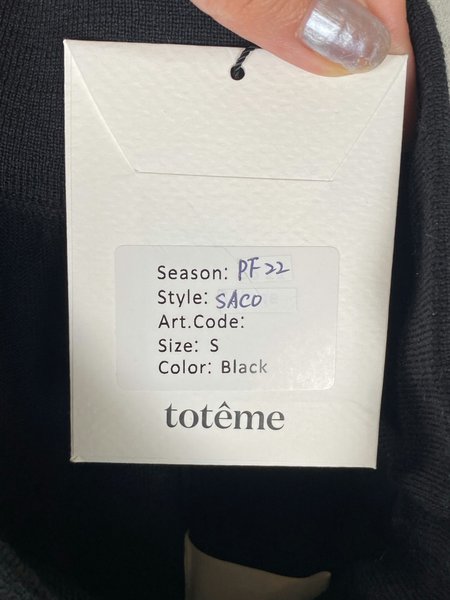 Season: PF22
Style: SACO
Art.Code:
Size: S
Color: Black
totême